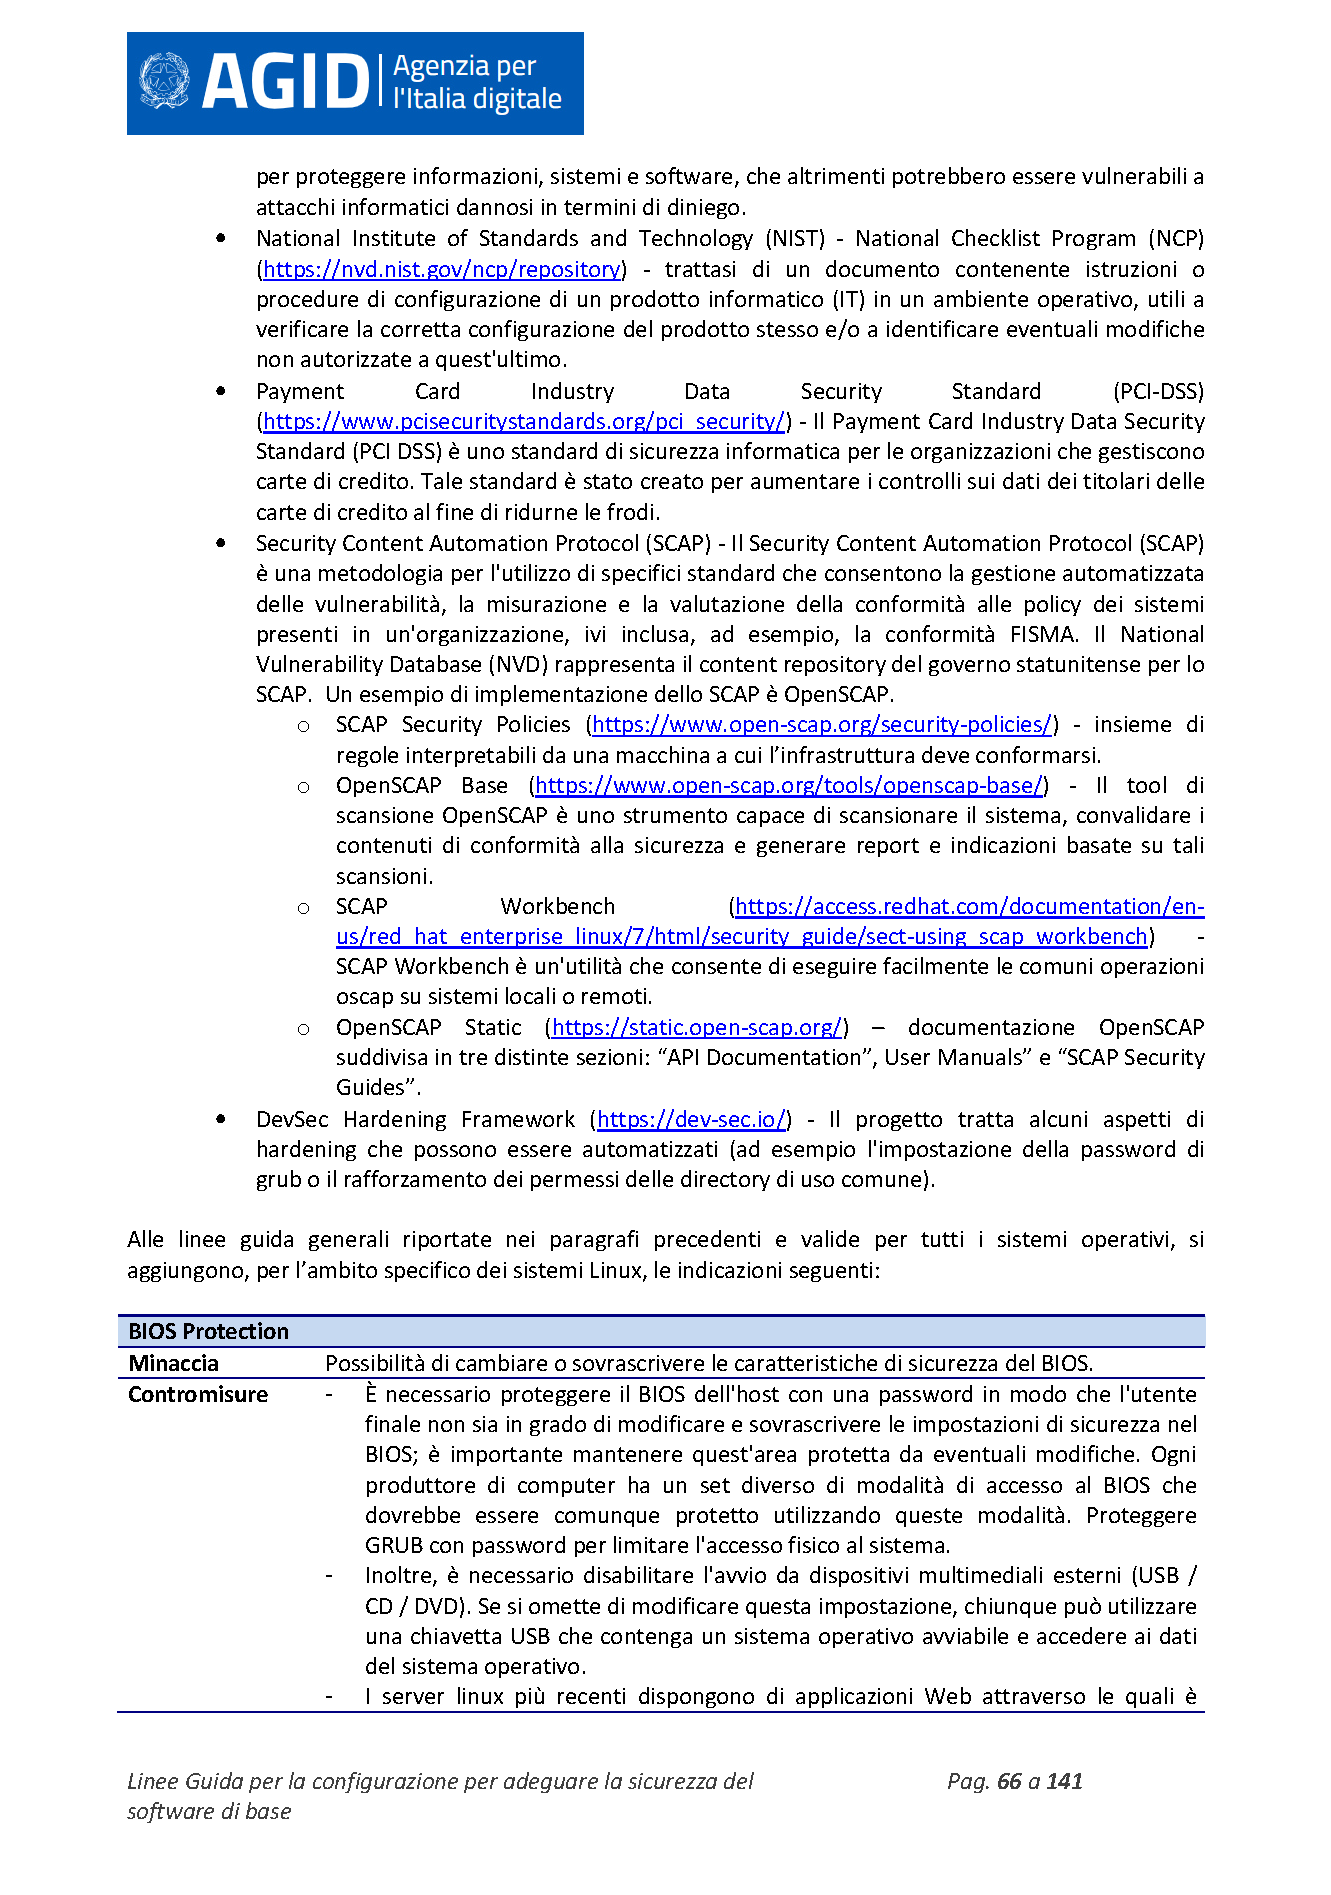 AGID | Agenzia per
l'Italia digitale
per proteggere informazioni, sistemi e software, che altrimenti potrebbero essere vulnerabili a
attacchi informatici dannosi in termini di diniego.
• National Institute of Standards and Technology (NIST) - National Checklist Program (NCP)
(https://nvd.nist.gov/ncp/repository) - trattasi di un documento contenente istruzioni o
procedure di configurazione di un prodotto informatico (IT) in un ambiente operativo, utili a
verificare la corretta configurazione del prodotto stesso e/o a identificare eventuali modifiche
non autorizzate a quest'ultimo.
• Payment Card Industry Data Security Standard (PCI-DSS)
(https://www.pcisecuritystandards.org/pci_security/) - Il Payment Card Industry Data Security
Standard (PCI DSS) è uno standard di sicurezza informatica per le organizzazioni che gestiscono
carte di credito. Tale standard è stato creato per aumentare i controlli sui dati dei titolari delle
carte di credito al fine di ridurne le frodi.
• Security Content Automation Protocol (SCAP) - Il Security Content Automation Protocol (SCAP)
è una metodologia per l'utilizzo di specifici standard che consentono la gestione automatizzata
delle vulnerabilità, la misurazione e la valutazione della conformità alle policy dei sistemi
presenti in un'organizzazione, ivi inclusa, ad esempio, la conformità FISMA. Il National
Vulnerability Database (NVD) rappresenta il content repository del governo statunitense per lo
SCAP. Un esempio di implementazione dello SCAP è OpenSCAP.
o SCAP Security Policies (https://www.open-scap.org/security-policies/) - insieme di
regole interpretabili da una macchina a cui l’infrastruttura deve conformarsi.
o OpenSCAP Base (https://www.open-scap.org/tools/openscap-base/) - Il tool di
scansione OpenSCAP è uno strumento capace di scansionare il sistema, convalidare i
contenuti di conformità alla sicurezza e generare report e indicazioni basate su tali
scansioni.
o SCAP Workbench (https://access.redhat.com/documentation/en-
us/red_hat_enterprise_linux/7/html/security_guide/sect-using_scap_workbench) -
SCAP Workbench è un'utilità che consente di eseguire facilmente le comuni operazioni
oscap su sistemi locali o remoti.
o OpenSCAP Static (https://static.open-scap.org/) – documentazione OpenSCAP
suddivisa in tre distinte sezioni: “API Documentation”, User Manuals” e “SCAP Security
Guides”.
• DevSec Hardening Framework (https://dev-sec.io/) - Il progetto tratta alcuni aspetti di
hardening che possono essere automatizzati (ad esempio l'impostazione della password di
grub o il rafforzamento dei permessi delle directory di uso comune).
Alle linee guida generali riportate nei paragrafi precedenti e valide per tutti i sistemi operativi, si
aggiungono, per l’ambito specifico dei sistemi Linux, le indicazioni seguenti:
BIOS Protection
Minaccia Possibilità di cambiare o sovrascrivere le caratteristiche di sicurezza del BIOS.
Contromisure - È necessario proteggere il BIOS dell'host con una password in modo che l'utente
finale non sia in grado di modificare e sovrascrivere le impostazioni di sicurezza nel
BIOS; è importante mantenere quest'area protetta da eventuali modifiche. Ogni
produttore di computer ha un set diverso di modalità di accesso al BIOS che
dovrebbe essere comunque protetto utilizzando queste modalità. Proteggere
GRUB con password per limitare l'accesso fisico al sistema.
- Inoltre, è necessario disabilitare l'avvio da dispositivi multimediali esterni (USB /
CD / DVD). Se si omette di modificare questa impostazione, chiunque può utilizzare
una chiavetta USB che contenga un sistema operativo avviabile e accedere ai dati
del sistema operativo.
- I server linux più recenti dispongono di applicazioni Web attraverso le quali è
Linee Guida per la configurazione per adeguare la sicurezza del Pag. 66 a 141
software di base